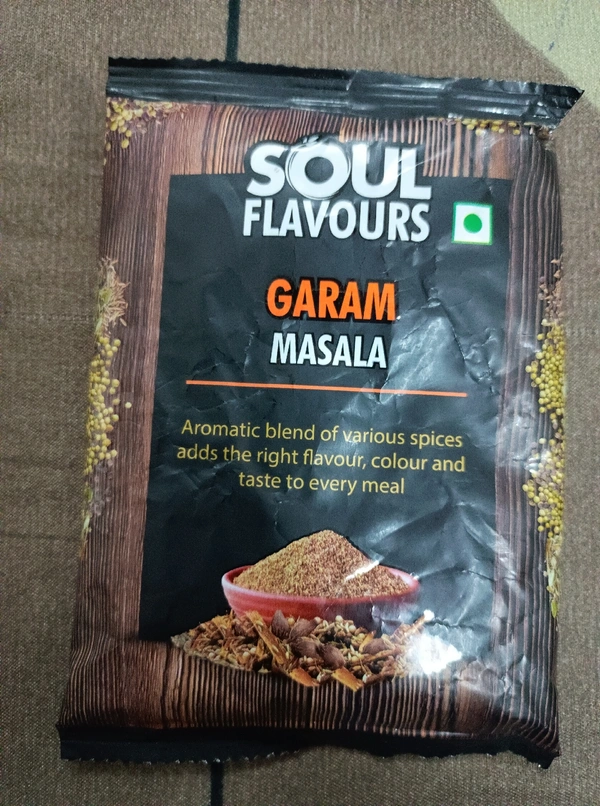 SOUL
FLAVOURS
GARAM
MASALA
Aromatic blend of various spices
adds the right flavour, colour and
taste to every meal